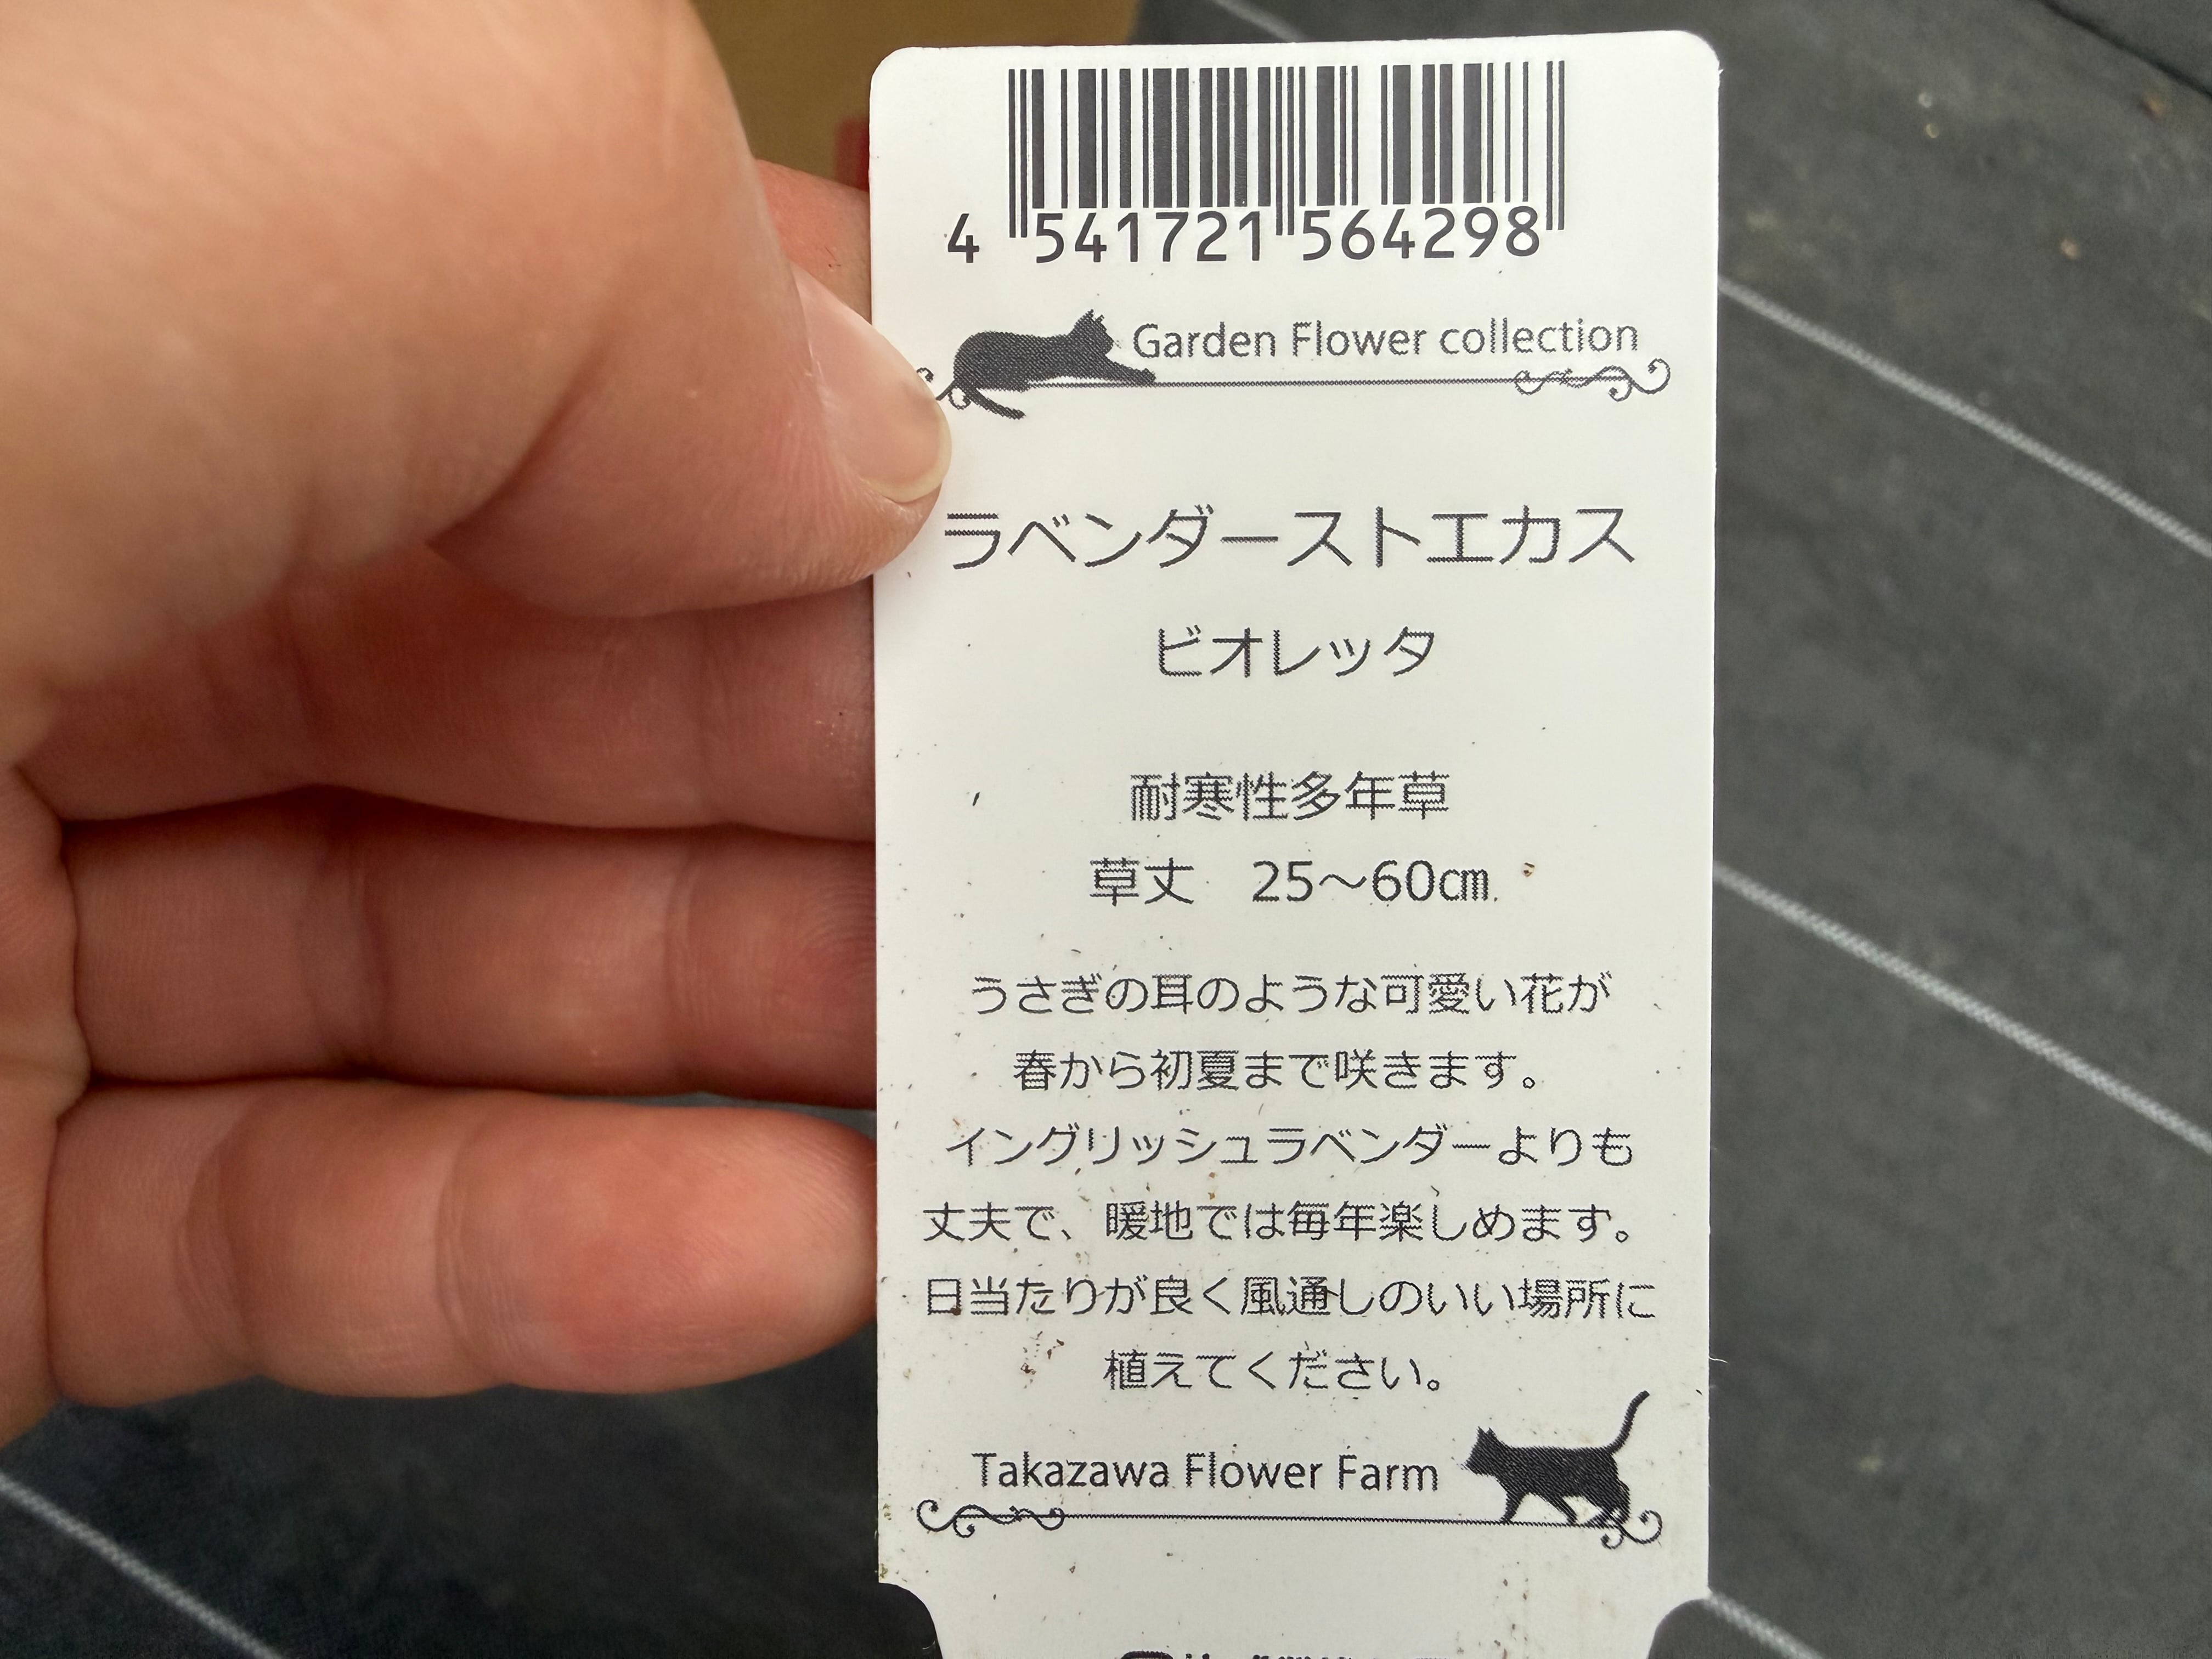 4 541721 564298
Garden Flower collection
ラベンダーストエカス
ビオレッタ
耐寒性多年草
草丈　25～60㎝
うさぎの耳のような可愛い花が
春から初夏まで咲きます。
イングリッシュラベンダーよりも
丈夫で、暖地では毎年楽しめます。
日当たりが良く風通しのいい場所に
植えてください。
Takazawa Flower Farm